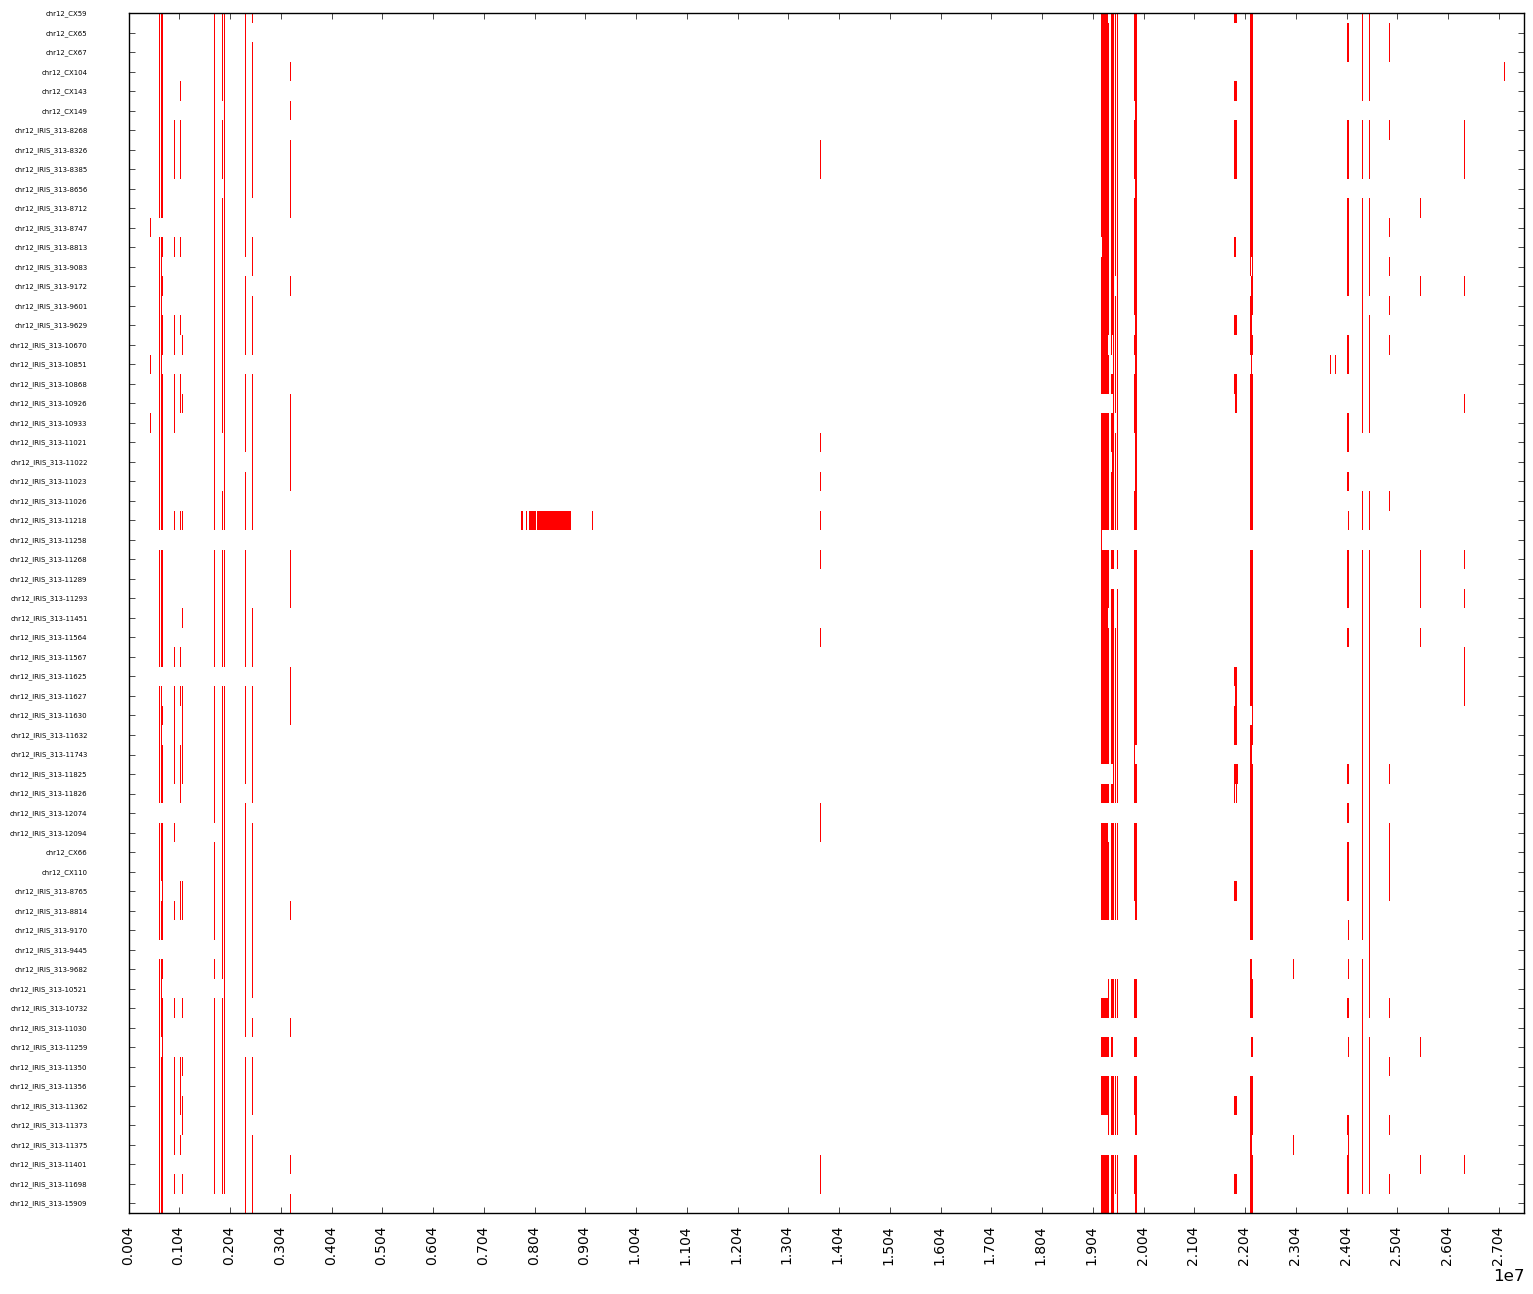 chr12_CX59
chr12_CX65
chr12_CX67
chr12_CX104
chr12_CX143
chr12_CX149
chr12_IRIS_313-8268
chr12_IRIS_313-8326
chr12_IRIS_313-8385
chr12_IRIS_313-8656
chr12_IRIS_313-8712
chr12_IRIS_313-8747
chr12_IRIS_313-8813
chr12_IRIS_313-9083
chr12_IRIS_313-9172
chr12_IRIS_313-9601
chr12_IRIS_313-9629
chr12_IRIS_313-10670
chr12_IRIS_313-10851
chr12_IRIS_313-10868
chr12_IRIS_313-10926
chr12_IRIS_313-10933
chr12_IRIS_313-11021
chr12_IRIS_313-11022
chr12_IRIS_313-11023
chr12_IRIS_313-11026
chr12_IRIS_313-11218
chr12_IRIS_313-11258
chr12_IRIS_313-11268
chr12_IRIS_313-11289
chr12_IRIS_313-11293
chr12_IRIS_313-11451
chr12_IRIS_313-11564
chr12_IRIS_313-11567
chr12_IRIS_313-11625
chr12_IRIS_313-11627
chr12_IRIS_313-11630
chr12_IRIS_313-11632
chr12_IRIS_313-11743
chr12_IRIS_313-11825
chr12_IRIS_313-11826
chr12_IRIS_313-12074
chr12_IRIS_313-12094
chr12_CX66
chr12_CX110
chr12_IRIS_313-8765
chr12_IRIS_313-8814
chr12_IRIS_313-9170
chr12_IRIS_313-9445
chr12_IRIS_313-9682
chr12_IRIS_313-10521
chr12_IRIS_313-10732
chr12_IRIS_313-11030
chr12_IRIS_313-11259
chr12_IRIS_313-11350
chr12_IRIS_313-11356
chr12_IRIS_313-11362
chr12_IRIS_313-11373
chr12_IRIS_313-11375
chr12_IRIS_313-11401
chr12_IRIS_313-11698
chr12_IRIS_313-15909
0.004
0.104
0.204
0.304
0.404
0.504
0.604
0.704
0.804
0.904
1.004
1.104
1.204
1.304
1.404
1.504
1.604
1.704
1.804
1.904
2.004
2.104
2.204
2.304
2.404
2.504
2.604
2.704
1e7